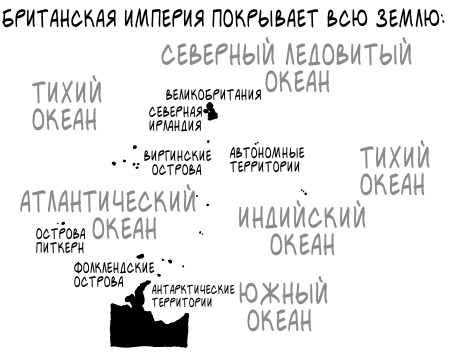 БРИТАНСКАЯ ИМПЕРИЯ ПОКРЫВАЕТ ВСЮ ЗЕМЛЮ:
СЕВЕРНЫЙ ЛЕДОВИТЫЙ
ОКЕАН
ТИХИЙ
ОКЕАН
ВЕЛИКОБРИТАНИЯ
СЕВЕРНАЯ
ИРЛАНДИЯ
ВИРГИНСКИЕ
ОСТРОВА
АВТОНОМНЫЕ
ТЕРРИТОРИИ
ТИХИЙ
ОКЕАН
АТЛАНТИЧЕСКИЙ
ОКЕАН
ИНДИЙСКИЙ
ОКЕАН
ОСТРОВА
ПИТКЕРН
ФОЛКЛЕНДСКИЕ
ОСТРОВА
АНТАРКТИЧЕСКИЕ
ТЕРРИТОРИИ
ЮЖНЫЙ
ОКЕАН